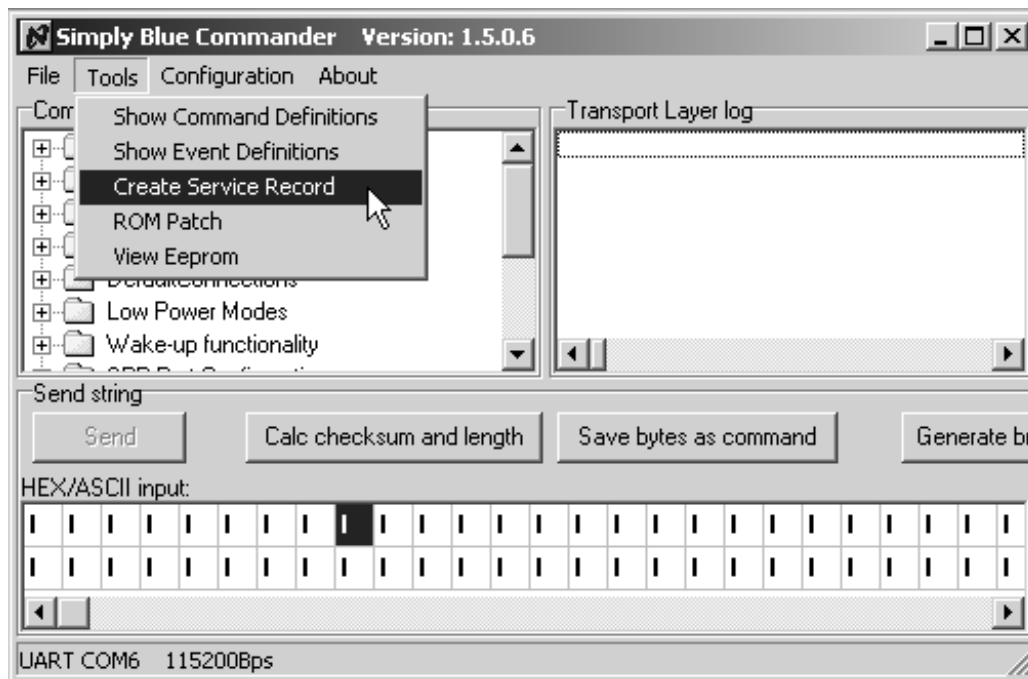 Simply Blue Commander Version: 1.5.0.6
File Tools Configuration About
Show Command Definitions
Show Event Definitions
Create Service Record
ROM Patch
View Eeprom
Low Power Modes
Wake-up functionality
Transport Layer log
Send string
Send Calc checksum and length Save bytes as command Generate
HEX/ASCII input:
UART COM6 115200Bps